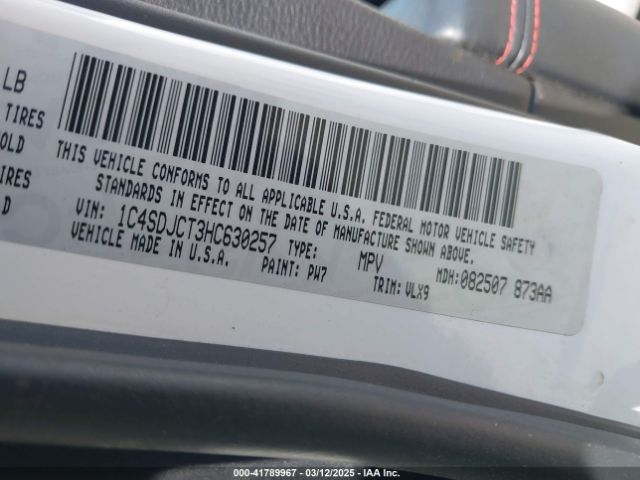 LB
TIRES
OLD
IRES
D
THIS VEHICLE CONFORMS TO ALL APPLICABLE U.S.A. FEDERAL MOTOR VEHICLE SAFETY
STANDARDS IN EFFECT ON THE DATE OF MANUFACTURE SHOWN ABOVE.
VIN: 1C4SDJCT3HC630257 TYPE: MPV MDH:082507 873AA
VEHICLE MADE IN U.S.A. PAINT: PW7 TRIM: VLX9
000-41789967 - 03/12/2025 - IAA Inc.